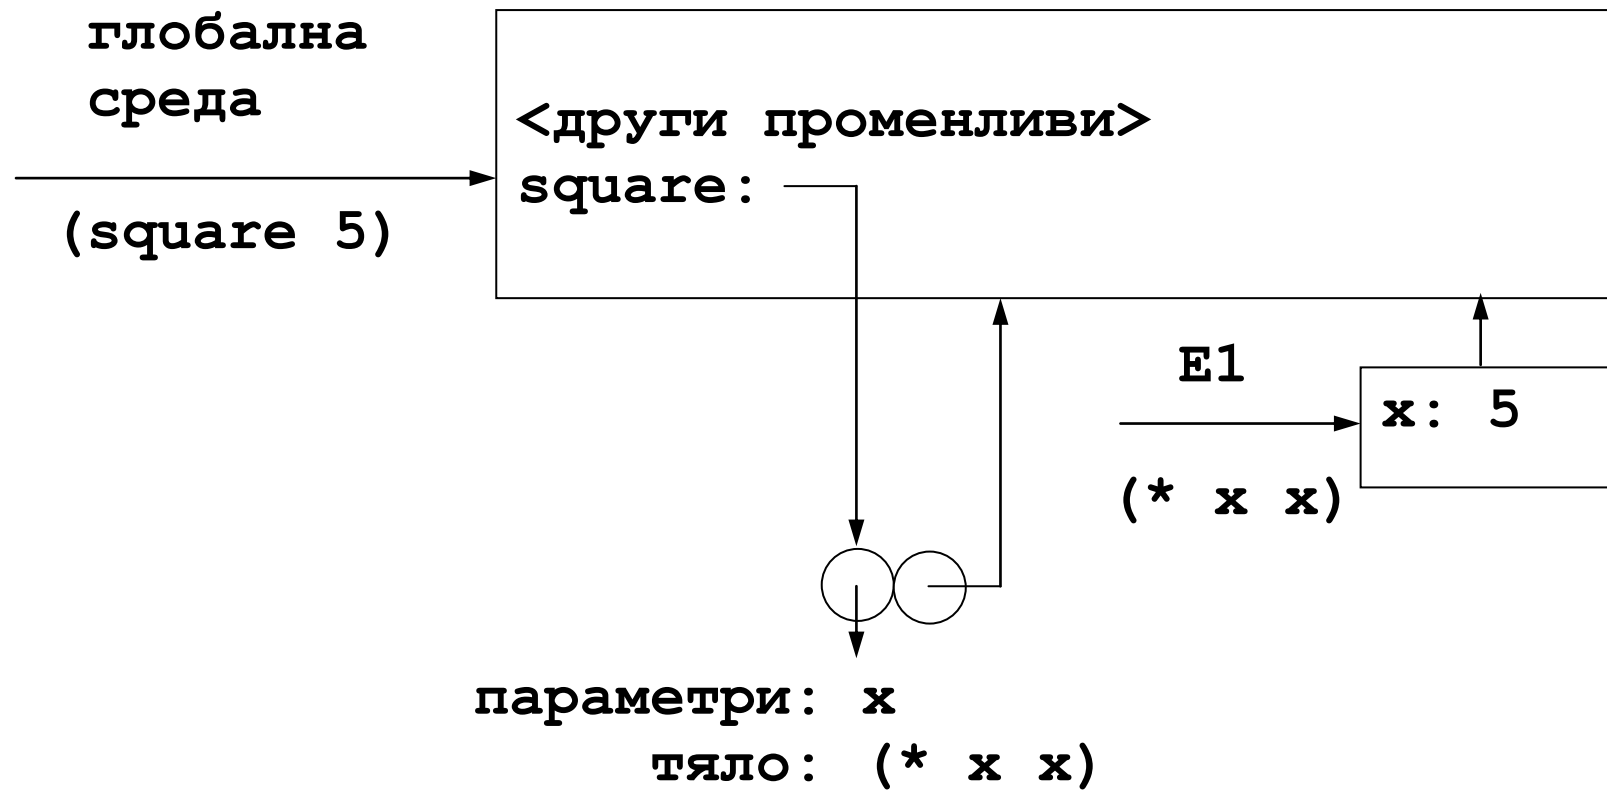 глобална
среда
<други променливи>
square:
(square 5)
E1
x: 5
(* x x)
параметри: x
тяло: (* x x)